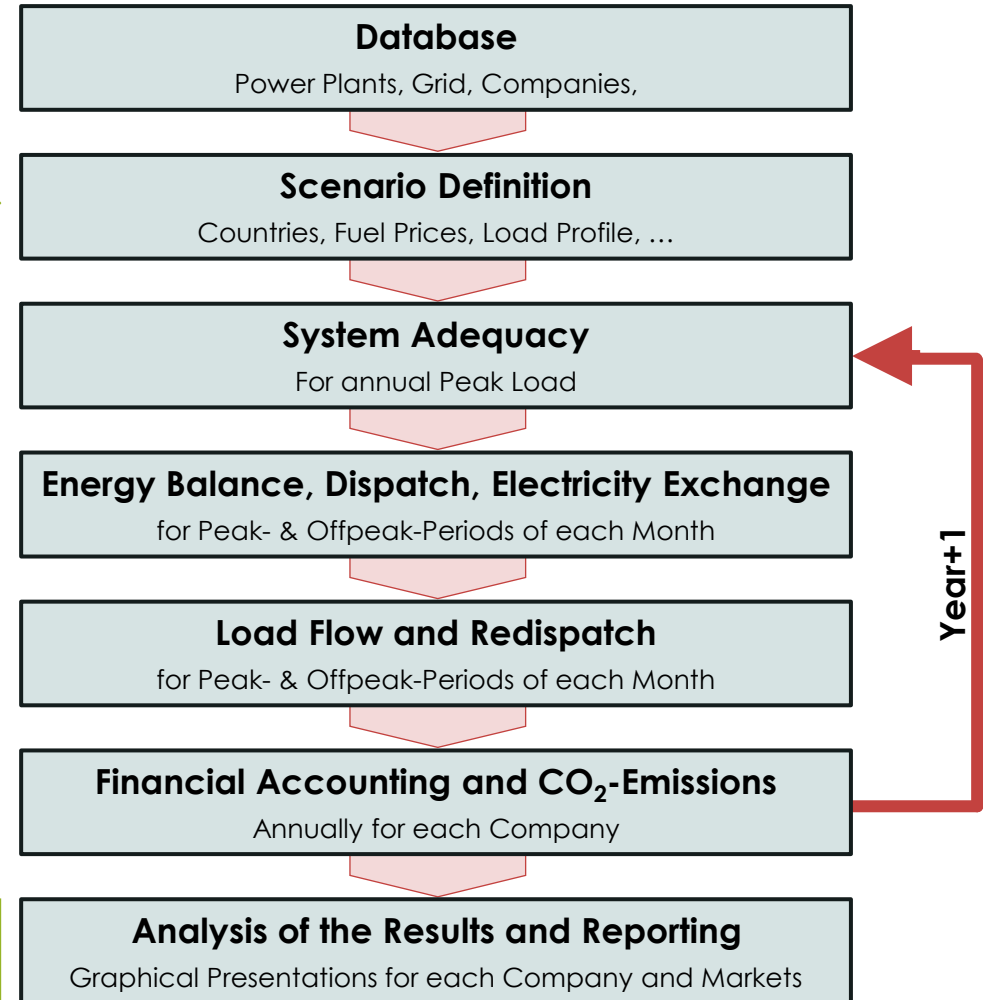 Database
Power Plants, Grid, Companies,
Scenario Definition
Countries, Fuel Prices, Load Profile, ...
System Adequacy
For annual Peak Load
Energy Balance, Dispatch, Electricity Exchange
for Peak- & Offpeak-Periods of each Month
Load Flow and Redispatch
for Peak- & Offpeak-Periods of each Month
Financial Accounting and CO₂-Emissions
Annually for each Company
Year+1
Analysis of the Results and Reporting
Graphical Presentations for each Company and Markets